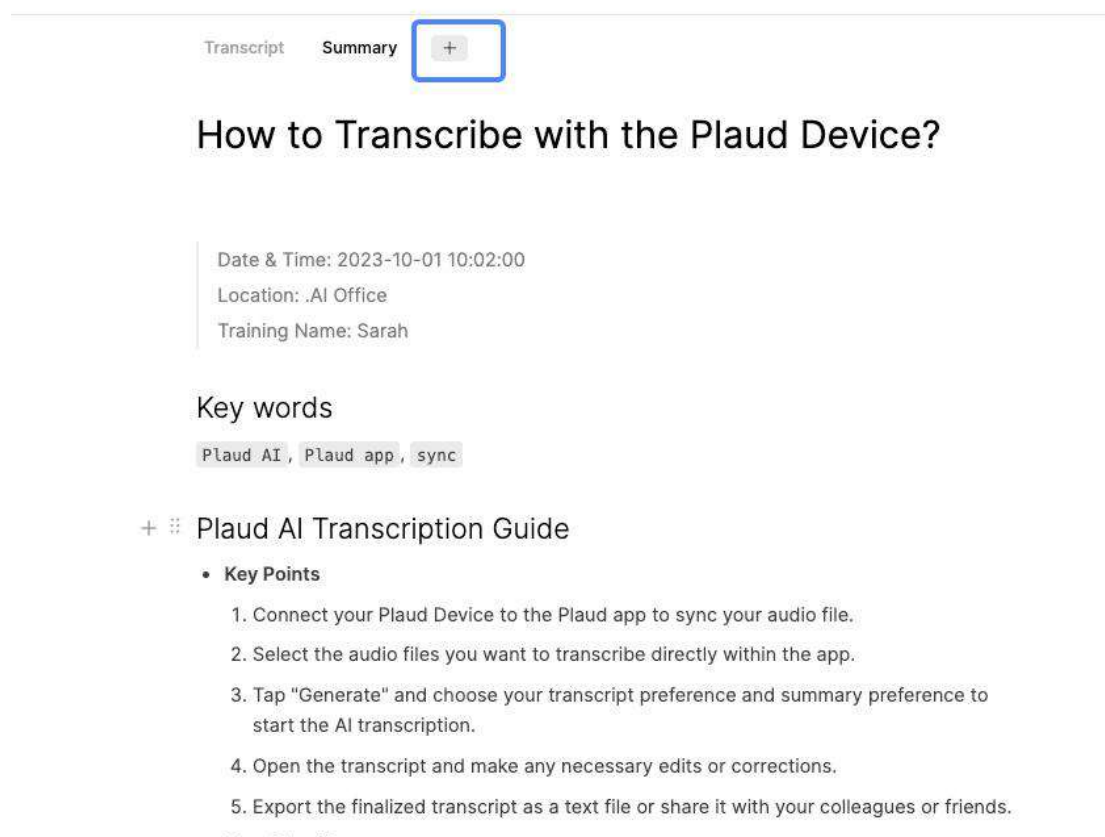 Transcript Summary +
How to Transcribe with the Plaud Device?
Date & Time: 2023-10-01 10:02:00
Location: .AI Office
Training Name: Sarah
Key words
Plaud AI, Plaud app, sync
+ Plaud AI Transcription Guide
• Key Points
1. Connect your Plaud Device to the Plaud app to sync your audio file.
2. Select the audio files you want to transcribe directly within the app.
3. Tap "Generate" and choose your transcript preference and summary preference to
start the AI transcription.
4. Open the transcript and make any necessary edits or corrections.
5. Export the finalized transcript as a text file or share it with your colleagues or friends.